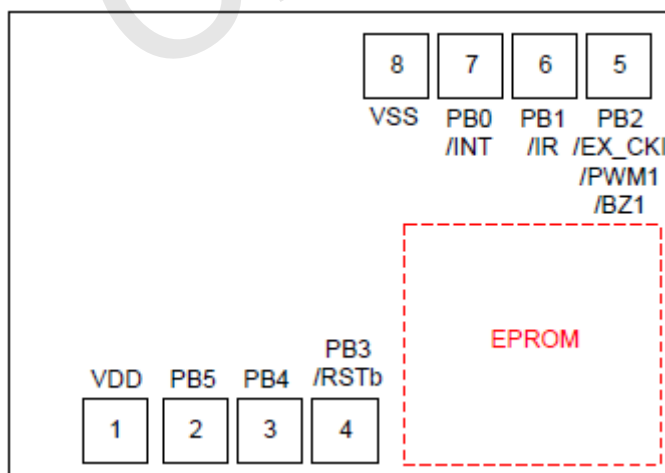 8 7 6 5
VSS PB0 PB1 PB2
/INT /IR /EX_CKI
/PWM1
/BZ1
EPROM
PB3
VDD PB5 PB4 /RSTb
1 2 3 4